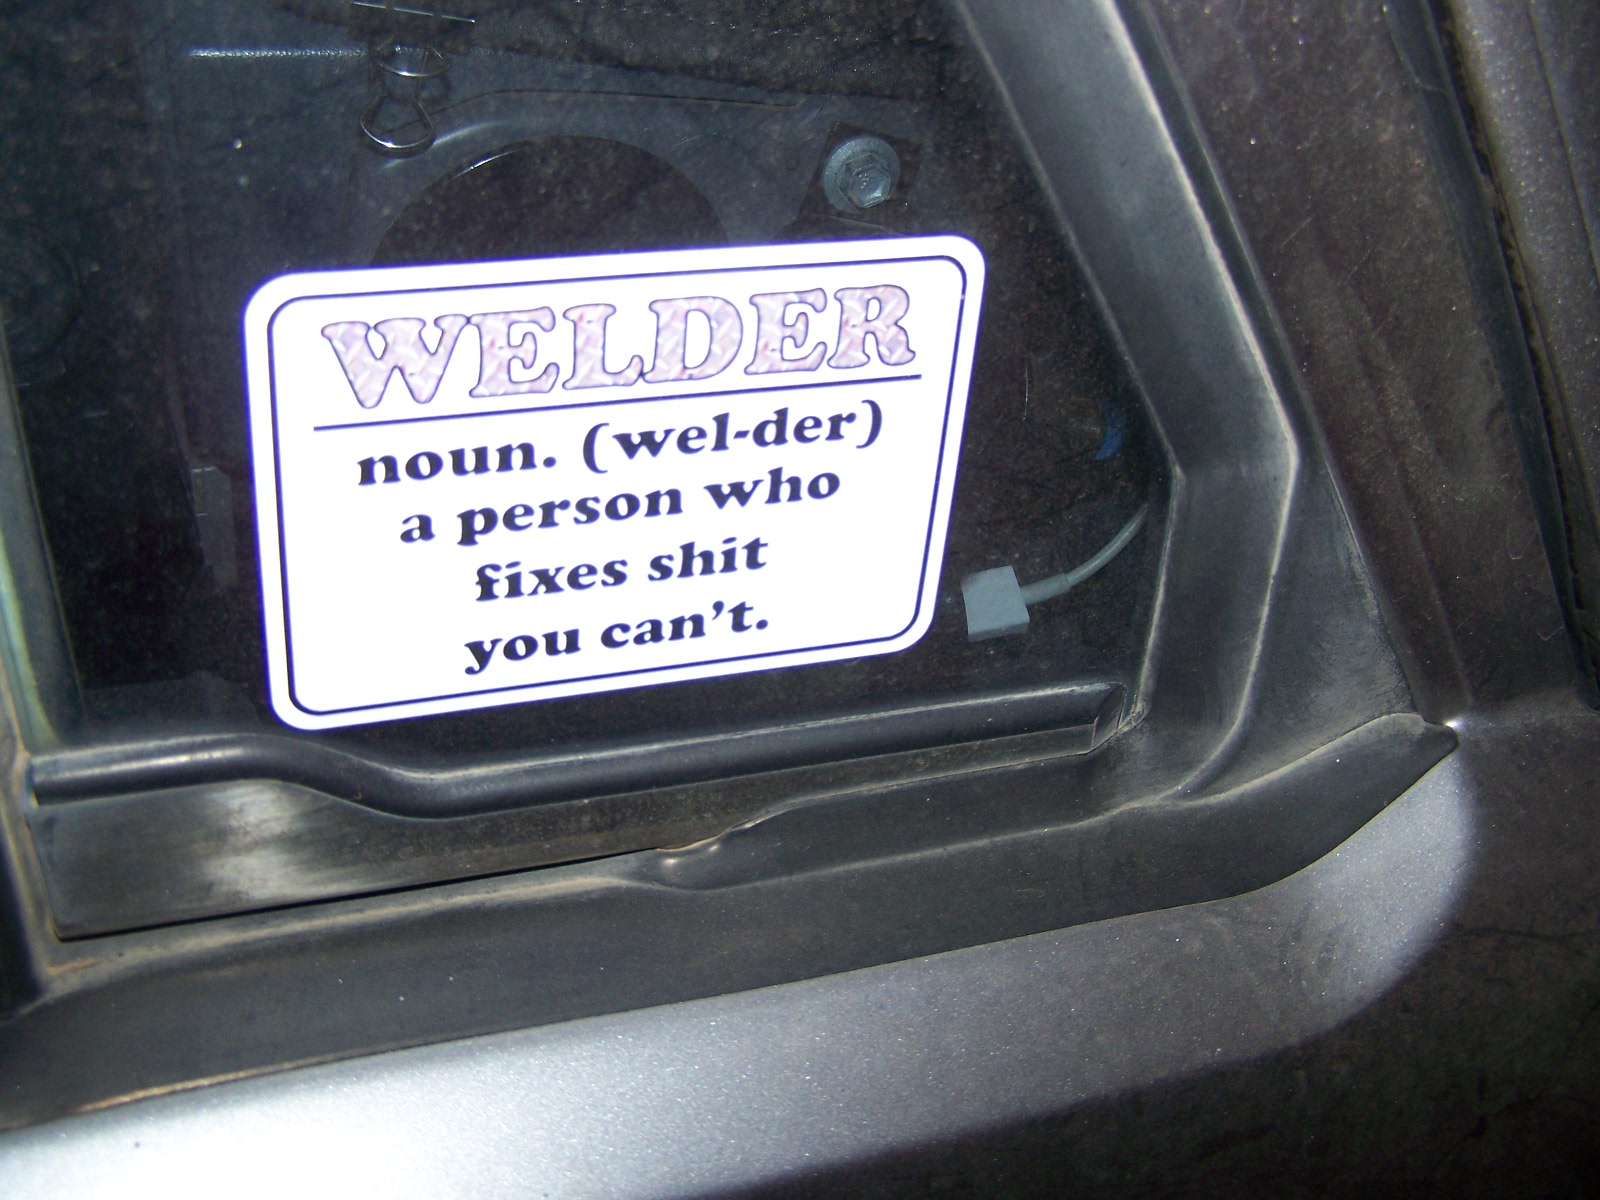 WELDER
noun. (wel-der)
a person who
fixes shit
you can't.